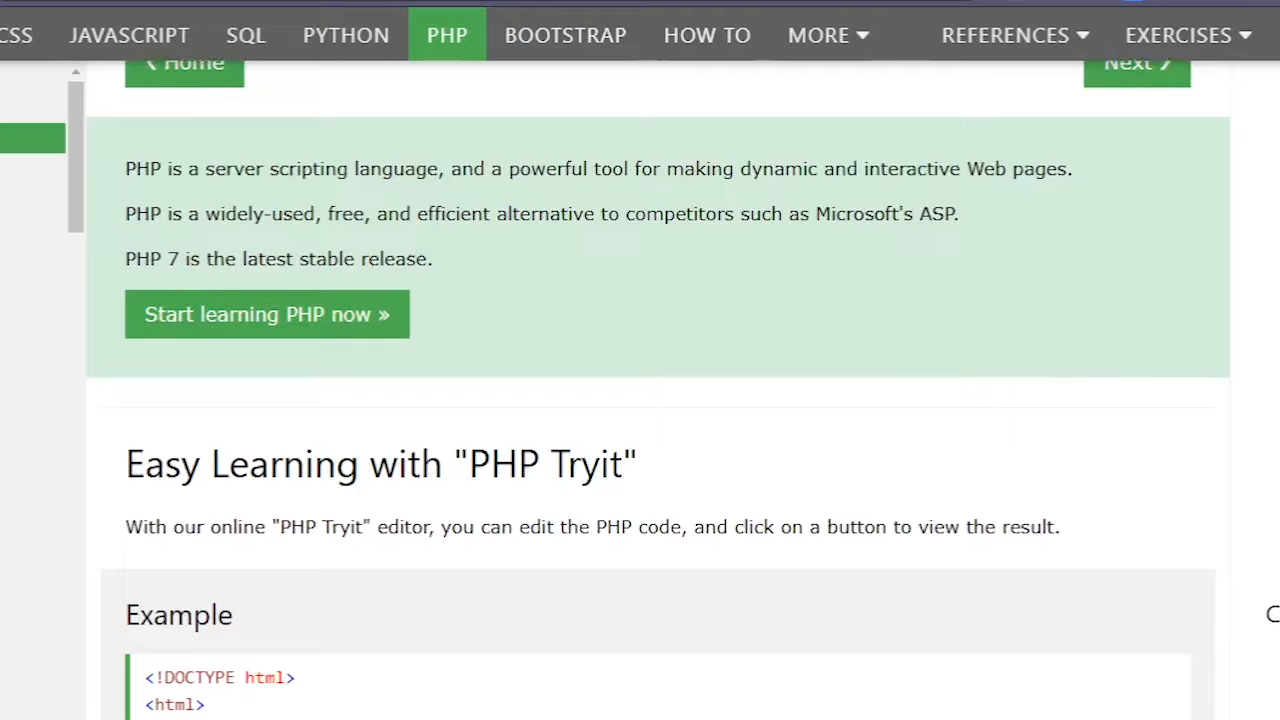 CSS JAVASCRIPT SQL PYTHON PHP BOOTSTRAP HOW TO MORE REFERENCES EXERCISES
❮ Home Next ❯
PHP is a server scripting language, and a powerful tool for making dynamic and interactive Web pages.
PHP is a widely-used, free, and efficient alternative to competitors such as Microsoft's ASP.
PHP 7 is the latest stable release.
Start learning PHP now »
Easy Learning with "PHP Tryit"
With our online "PHP Tryit" editor, you can edit the PHP code, and click on a button to view the result.
Example
<!DOCTYPE html>
<html>